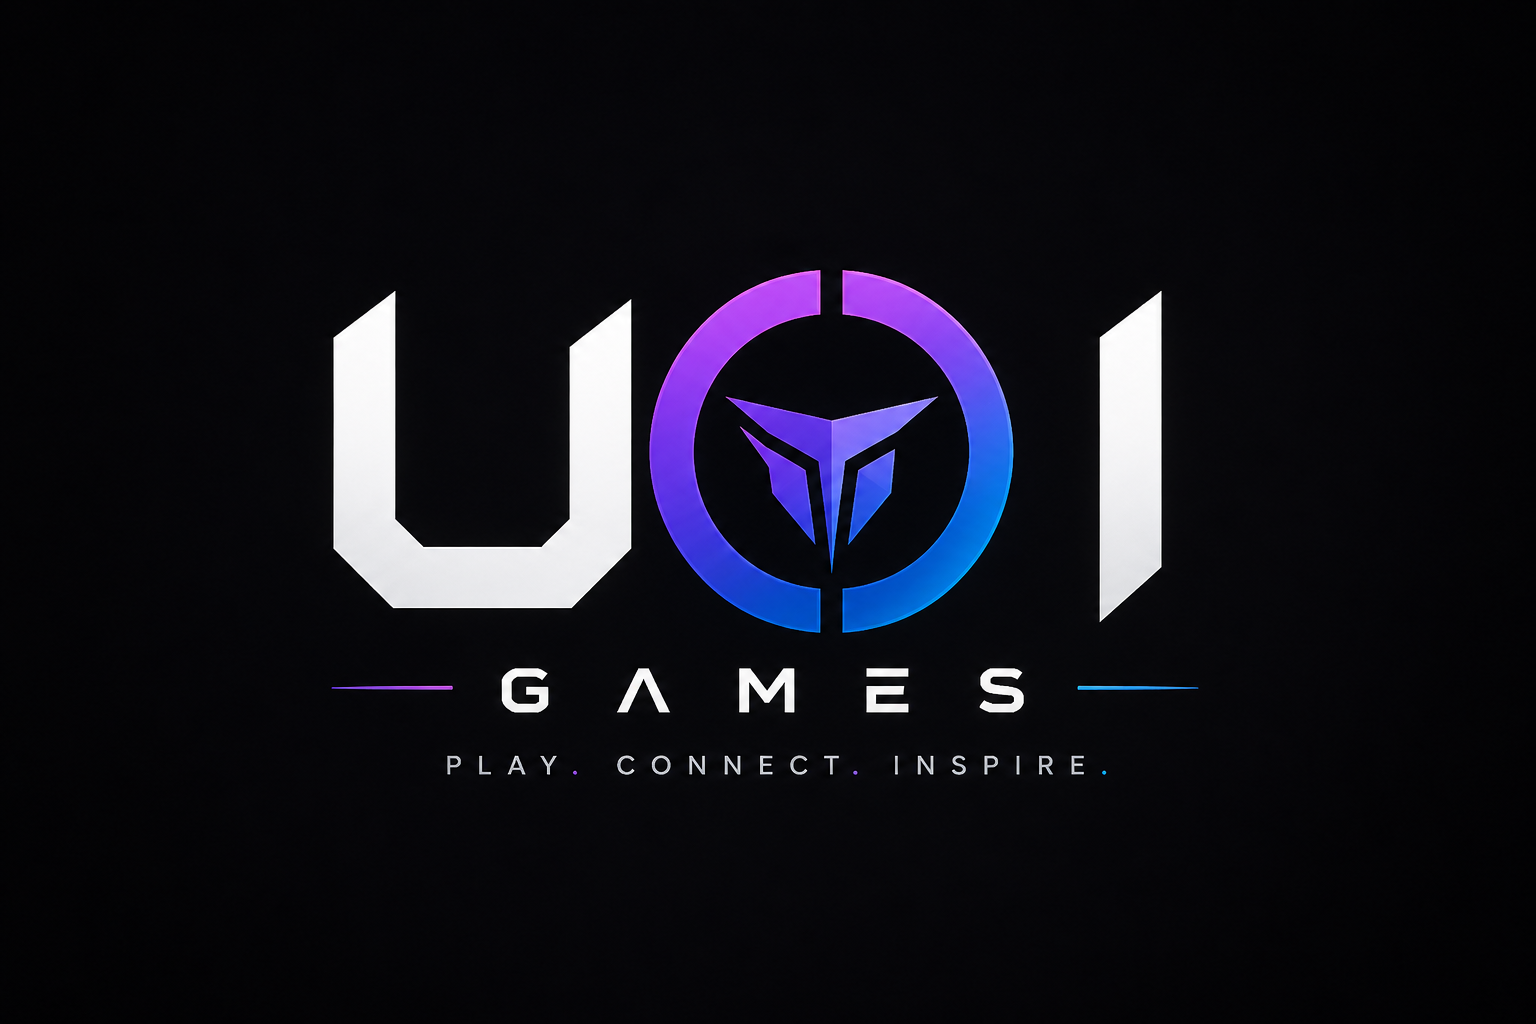 UOI
GAMES
PLAY. CONNECT. INSPIRE.